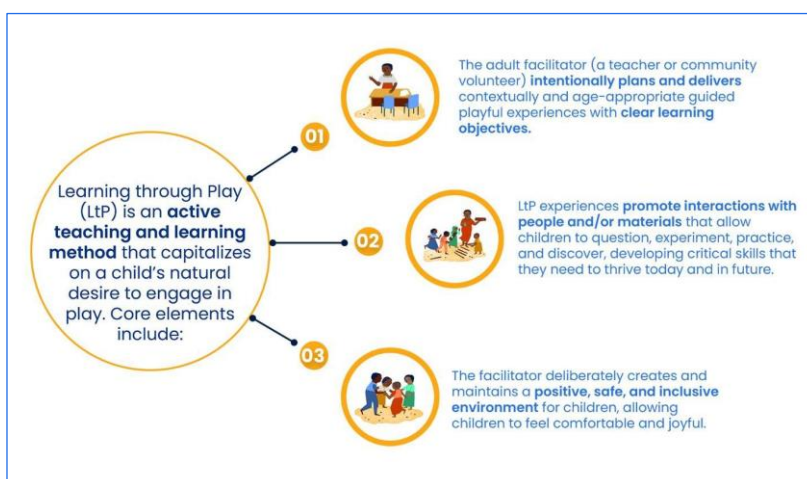 Learning through Play
(LtP) is an active
teaching and learning
method that capitalizes
on a child's natural
desire to engage in
play. Core elements
include:
01
The adult facilitator (a teacher or community
volunteer) intentionally plans and delivers
contextually and age-appropriate guided
playful experiences with clear learning
objectives.
02
LtP experiences promote interactions with
people and/or materials that allow
children to question, experiment, practice,
and discover, developing critical skills that
they need to thrive today and in future.
03
The facilitator deliberately creates and
maintains a positive, safe, and inclusive
environment for children, allowing
children to feel comfortable and joyful.